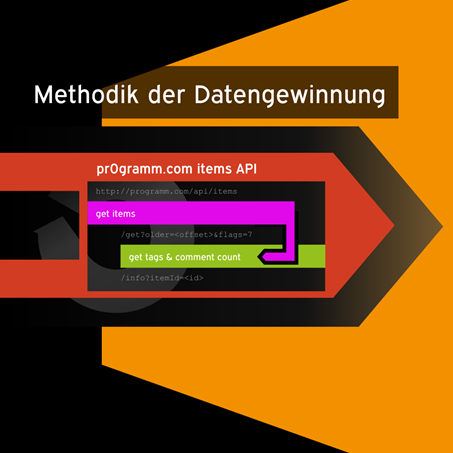 Methodik der Datengewinnung
pr0gramm.com items API
http://pr0gramm.com/api/items
get items
/get?older=<offset>&flags=7
get tags & comment count
/info?itemId=<id>